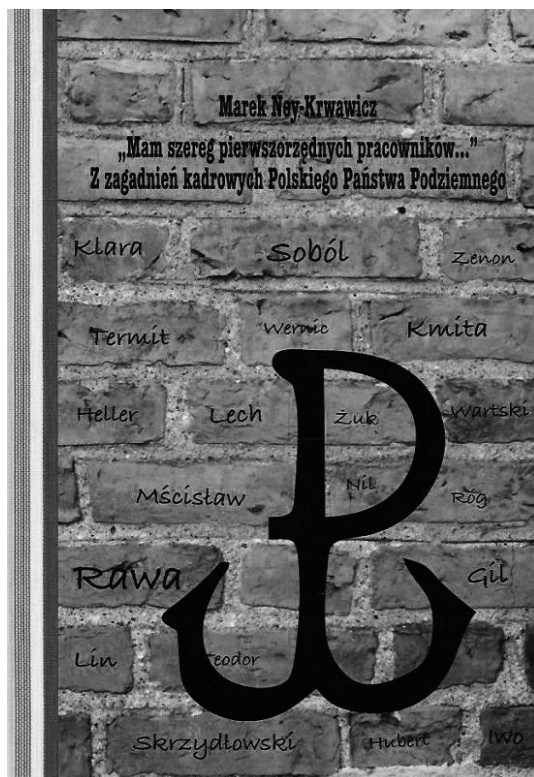 Marek Ney-Krwawicz
„Mam szereg pierwszorzędnych pracowników...”
Z zagadnień kadrowych Polskiego Państwa Podziemnego
Klara Soból Zenon
Termit Wernic Kmita
Heller Lech Żuk Wartski
Mścisław Nil Róg
Rawa Gil
Lin Teodor
Skrzydłowski Hubert Iwo